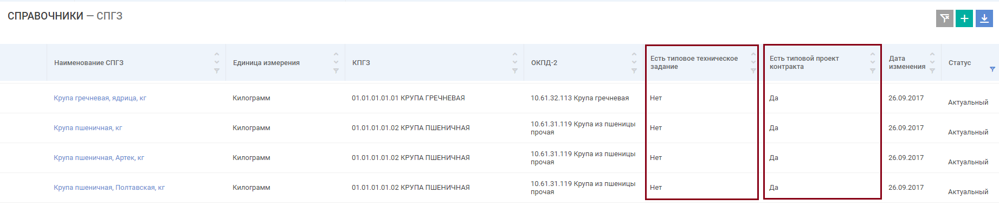 СПРАВОЧНИКИ — СПГЗ
Наименование СПГЗ
Единица измерения
КПГЗ
ОКПД-2
Есть типовое техническое
задание
Есть типовой проект
контракта
Дата
изменения
Статус
Крупа гречневая, ядрица, кг
Килограмм
01.01.01.01.01 КРУПА ГРЕЧНЕВАЯ
10.61.32.113 Крупа гречневая
Нет
Да
26.09.2017
Актуальный
Крупа пшеничная, кг
Килограмм
01.01.01.01.02 КРУПА ПШЕНИЧНАЯ
10.61.31.119 Крупа из пшеницы
прочая
Нет
Да
26.09.2017
Актуальный
Крупа пшеничная, Артек, кг
Килограмм
01.01.01.01.02 КРУПА ПШЕНИЧНАЯ
10.61.31.119 Крупа из пшеницы
прочая
Нет
Да
26.09.2017
Актуальный
Крупа пшеничная, Полтавская, кг
Килограмм
01.01.01.01.02 КРУПА ПШЕНИЧНАЯ
10.61.31.119 Крупа из пшеницы
прочая
Нет
Да
26.09.2017
Актуальный